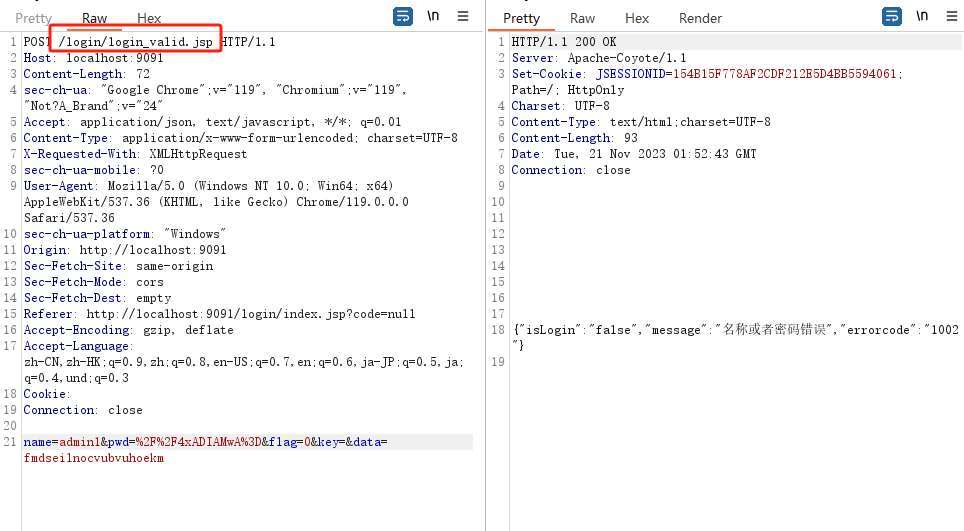 Pretty Raw Hex \n
1 POST /login/login_valid.jsp HTTP/1.1
2 Host: localhost:9091
3 Content-Length: 72
4 sec-ch-ua: "Google Chrome";v="119", "Chromium";v="119",
"Not?A_Brand";v="24"
5 Accept: application/json, text/javascript, */*; q=0.01
6 Content-Type: application/x-www-form-urlencoded; charset=UTF-8
7 X-Requested-With: XMLHttpRequest
8 sec-ch-ua-mobile: ?0
9 User-Agent: Mozilla/5.0 (Windows NT 10.0; Win64; x64)
AppleWebKit/537.36 (KHTML, like Gecko) Chrome/119.0.0.0
Safari/537.36
10 sec-ch-ua-platform: "Windows"
11 Origin: http://localhost:9091
12 Sec-Fetch-Site: same-origin
13 Sec-Fetch-Mode: cors
14 Sec-Fetch-Dest: empty
15 Referer: http://localhost:9091/login/index.jsp?code=null
16 Accept-Encoding: gzip, deflate
17 Accept-Language:
zh-CN,zh-HK;q=0.9,zh;q=0.8,en-US;q=0.7,en;q=0.6,ja-JP;q=0.5,ja;
q=0.4,und;q=0.3
18 Cookie:
19 Connection: close
20
21 name=admin1&pwd=%2F%2F4xADIAMwA%3D&flag=0&key=&data=
fmdseilnocvubvuhoekm
Pretty Raw Hex Render \n
1 HTTP/1.1 200 OK
2 Server: Apache-Coyote/1.1
3 Set-Cookie: JSESSIONID=154B15F778AF2CDF212E5D4BB5594061;
Path=/; HttpOnly
4 Charset: UTF-8
5 Content-Type: text/html;charset=UTF-8
6 Content-Length: 93
7 Date: Tue, 21 Nov 2023 01:52:43 GMT
8 Connection: close
9
10
11
12
13
14
15
16
17
18 {"isLogin":"false","message":"名称或者密码错误","errorcode":"1002
"}
19